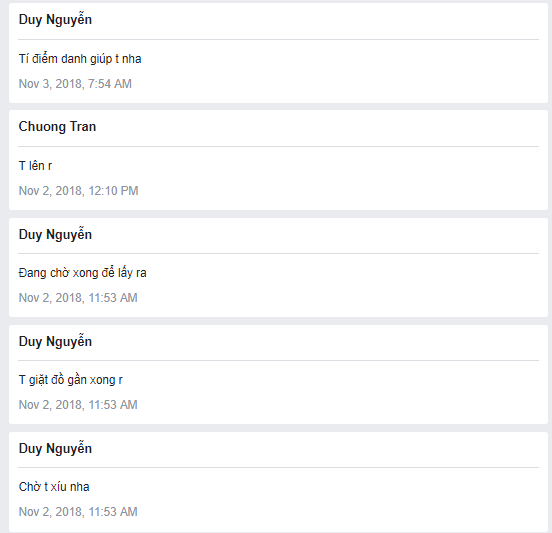 Duy Nguyễn
Tí điểm danh giúp t nha
Nov 3, 2018, 7:54 AM
Chuong Tran
T lên r
Nov 2, 2018, 12:10 PM
Duy Nguyễn
Đang chờ xong để lấy ra
Nov 2, 2018, 11:53 AM
Duy Nguyễn
T giặt đồ gần xong r
Nov 2, 2018, 11:53 AM
Duy Nguyễn
Chờ t xíu nha
Nov 2, 2018, 11:53 AM